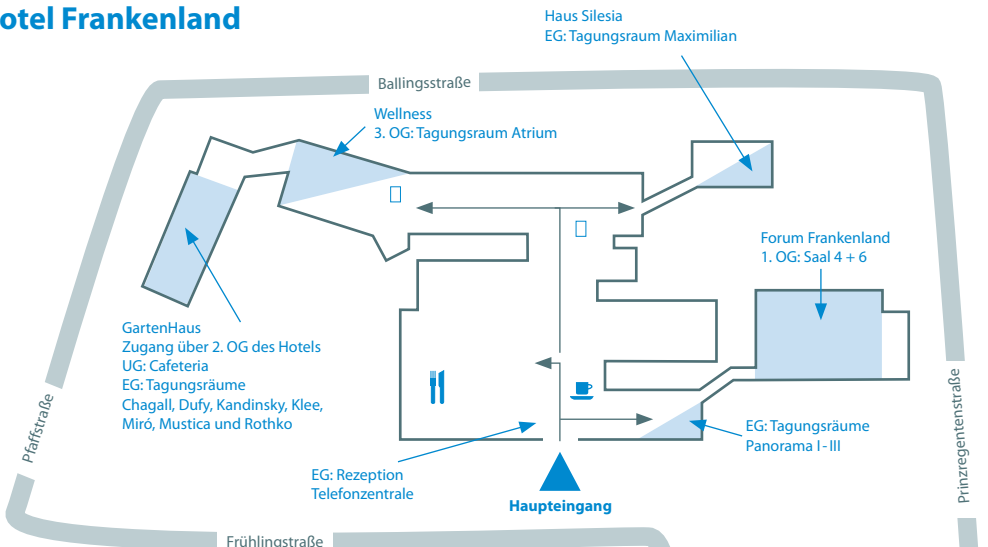 otel Frankenland
Haus Silesia
EG: Tagungsraum Maximilian
Ballingsstraße
Wellness
3. OG: Tagungsraum Atrium
Forum Frankenland
1. OG: Saal 4 + 6
GartenHaus
Zugang über 2. OG des Hotels
UG: Cafeteria
EG: Tagungsräume
Chagall, Dufy, Kandinsky, Klee,
Miró, Mustica und Rothko
Pfaffstraße
Prinzregentenstraße
EG: Tagungsräume
Panorama I - III
EG: Rezeption
Telefonzentrale
Haupteingang
Frühlingstraße